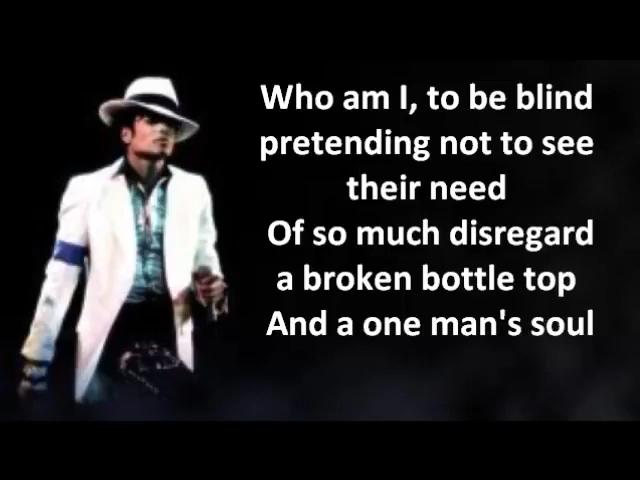 Who am I, to be blind
pretending not to see
their need
Of so much disregard
a broken bottle top
And a one man's soul